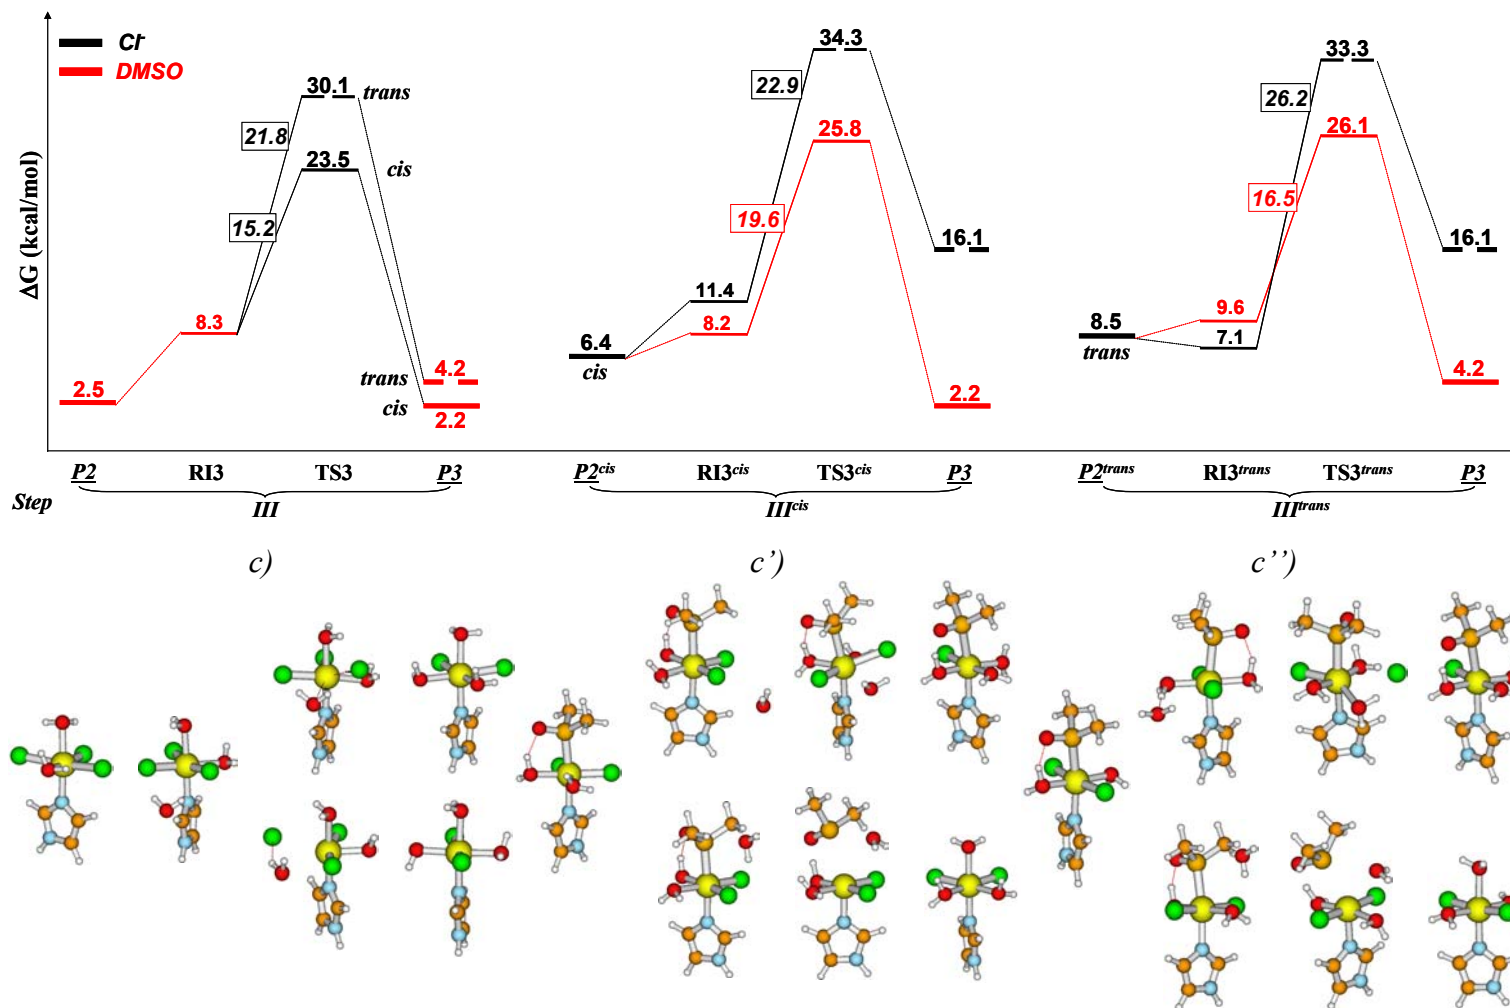 Cl-
DMSO
ΔG (kcal/mol)
30.1 trans
21.8
23.5 cis
15.2
8.3
2.5
trans 4.2
cis 2.2
34.3
22.9
25.8
19.6
16.1
11.4
8.2
6.4
cis
2.2
33.3
26.2
26.1
16.5
16.1
9.6
8.5
7.1
trans
4.2
P2 RI3 TS3 P3 P2cis RI3cis TS3cis P3 P2trans RI3trans TS3trans P3
Step III IIIcis IIItrans
c) c’) c’’)